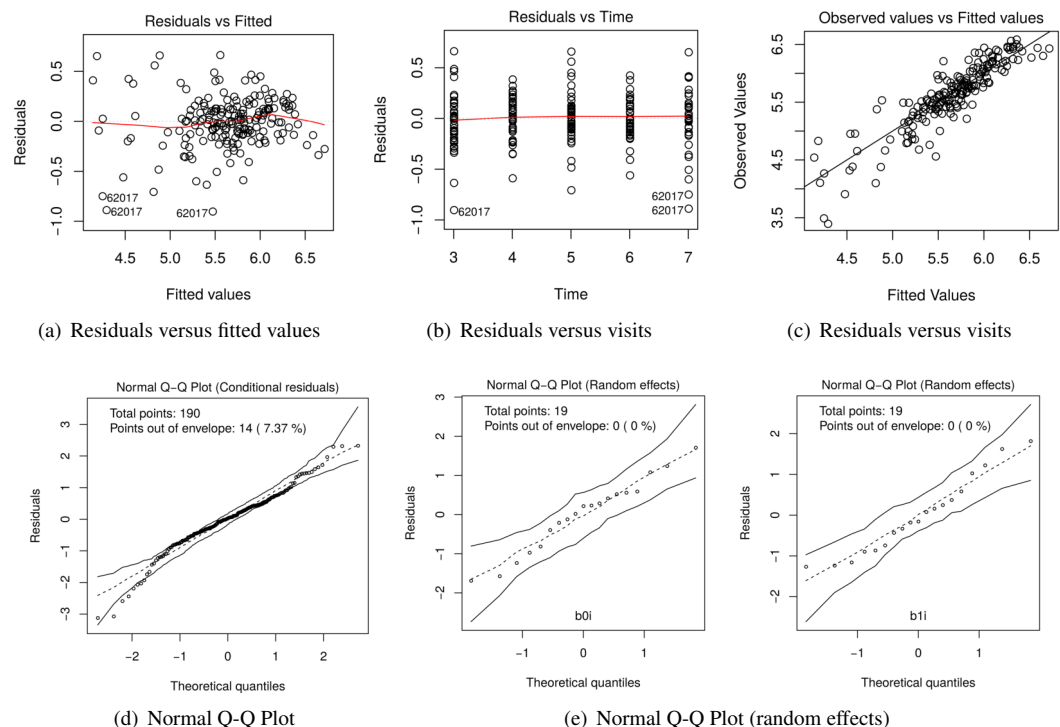 Residuals vs Fitted
Residuals
0.5
0.0
−0.5
−1.0
62017
62017
62017
4.5 5.0 5.5 6.0 6.5
Fitted values
(a) Residuals versus fitted values
Residuals vs Time
Residuals
0.5
0.0
−0.5
−1.0
62017
62017
62017
3 4 5 6 7
Time
(b) Residuals versus visits
Observed values vs Fitted values
Observed Values
6.5
5.5
4.5
3.5
4.0 4.5 5.0 5.5 6.0 6.5
Fitted Values
(c) Residuals versus visits
Normal Q−Q Plot (Conditional residuals)
Total points: 190
Points out of envelope: 14 ( 7.37 %)
Residuals
3
2
1
0
−1
−2
−3
−2 −1 0 1 2
Theoretical quantiles
(d) Normal Q-Q Plot
Normal Q−Q Plot (Random effects)
Total points: 19
Points out of envelope: 0 ( 0 %)
Residuals
3
2
1
0
−1
−2
b0i
−1 0 1
Theoretical quantiles
Normal Q−Q Plot (Random effects)
Total points: 19
Points out of envelope: 0 ( 0 %)
Residuals
2
1
0
−1
−2
b1i
−1 0 1
Theoretical quantiles
(e) Normal Q-Q Plot (random effects)